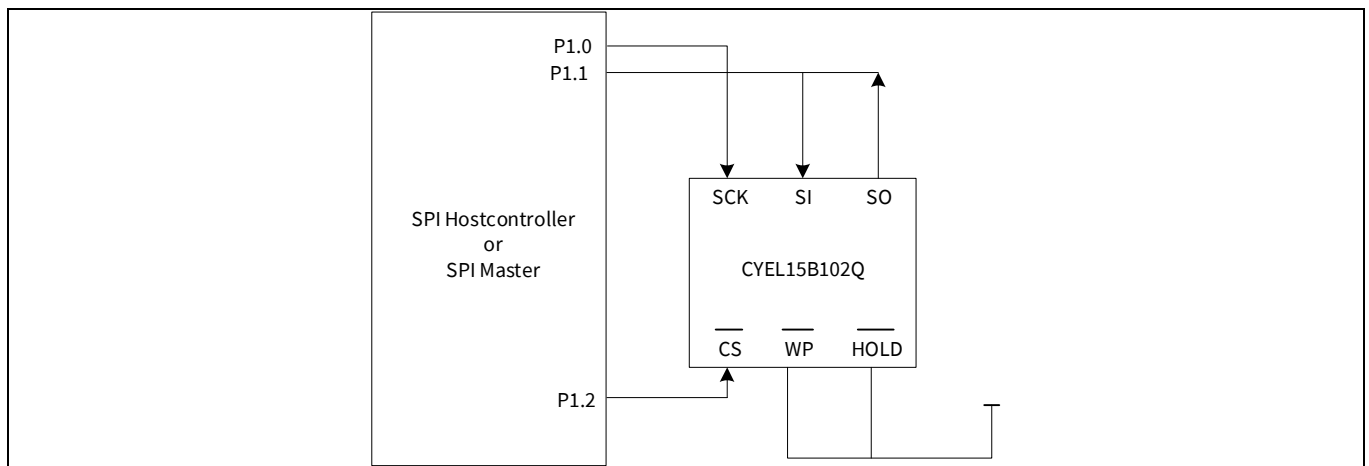 P1.0
P1.1
SCK SI SO
SPI Hostcontroller
or
SPI Master
CYEL15B102Q
CS WP HOLD
P1.2